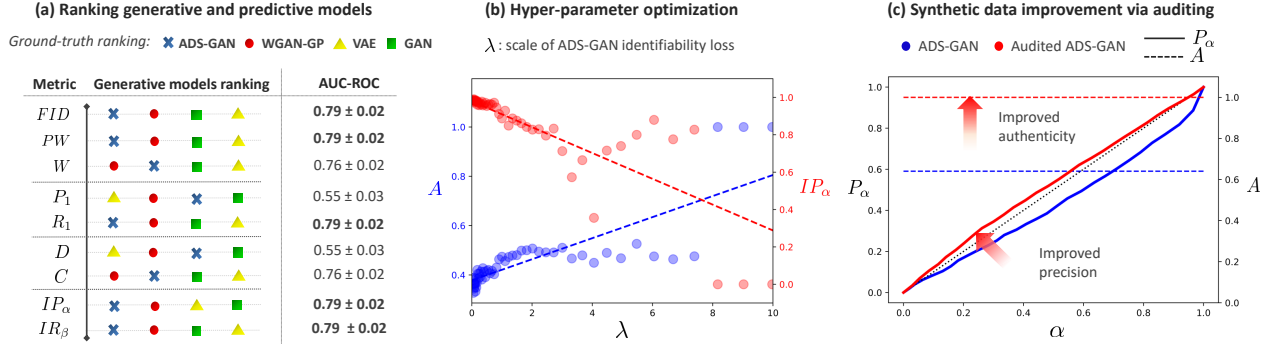 (a) Ranking generative and predictive models
Ground-truth ranking: ADS-GAN WGAN-GP VAE GAN
Metric Generative models ranking AUC-ROC
FID 0.79 ± 0.02
PW 0.79 ± 0.02
W 0.76 ± 0.02
P₁ 0.55 ± 0.03
R₁ 0.79 ± 0.02
D 0.55 ± 0.03
C 0.76 ± 0.02
IPα 0.79 ± 0.02
IRβ 0.79 ± 0.02
(b) Hyper-parameter optimization
λ : scale of ADS-GAN identifiability loss
A
1.0
0.8
0.6
0.4
0 2 4 6 8 10
λ
1.0
0.8
0.6
0.4
0.2
0.0
IPα
(c) Synthetic data improvement via auditing
ADS-GAN Audited ADS-GAN Pα
A
Pα
1.0
0.8
0.6
0.4
0.2
0.0
Improved
authenticity
Improved
precision
0.0 0.2 0.4 0.6 0.8 1.0
α
1.0
0.8
0.6
0.4
0.2
0.0
A